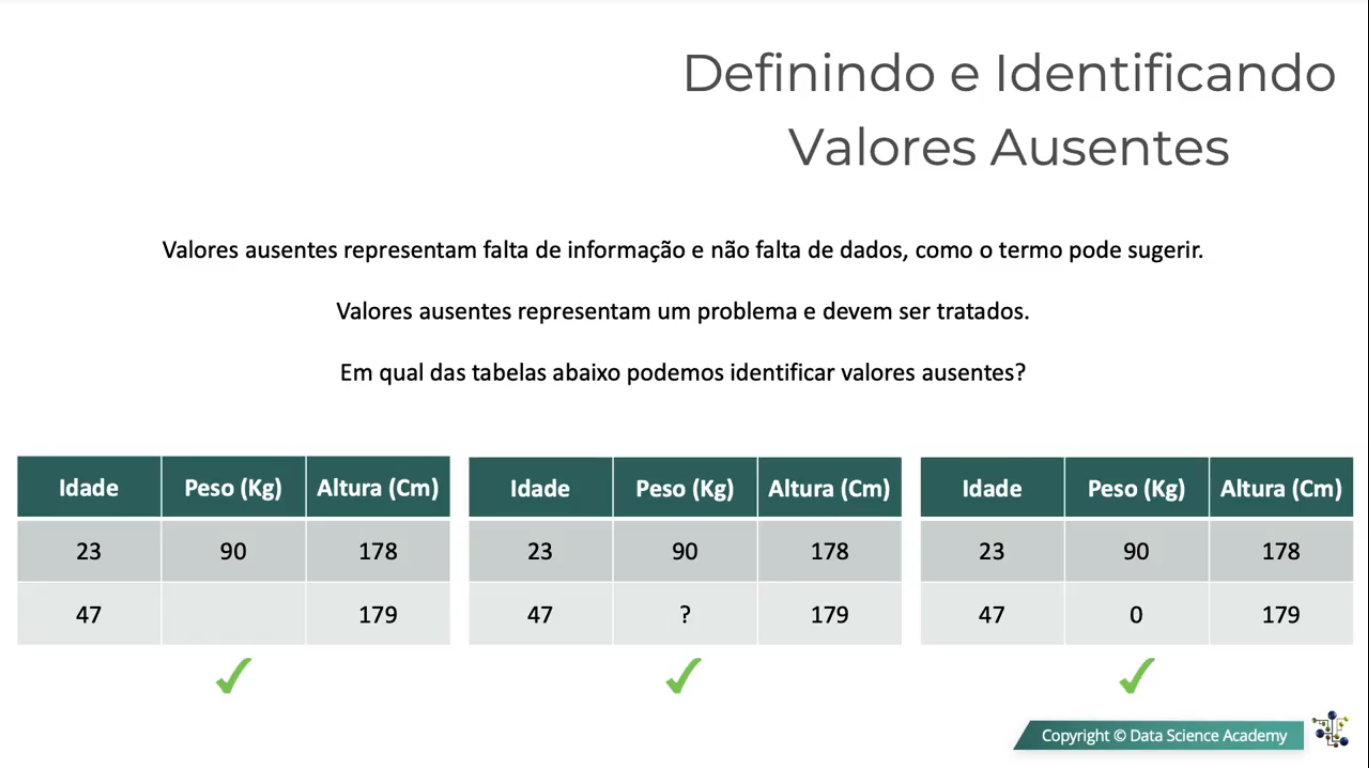 Definindo e Identificando
Valores Ausentes
Valores ausentes representam falta de informação e não falta de dados, como o termo pode sugerir.
Valores ausentes representam um problema e devem ser tratados.
Em qual das tabelas abaixo podemos identificar valores ausentes?
Idade Peso (Kg) Altura (Cm)
23 90 178
47 179
Idade Peso (Kg) Altura (Cm)
23 90 178
47 ? 179
Idade Peso (Kg) Altura (Cm)
23 90 178
47 0 179
Copyright © Data Science Academy